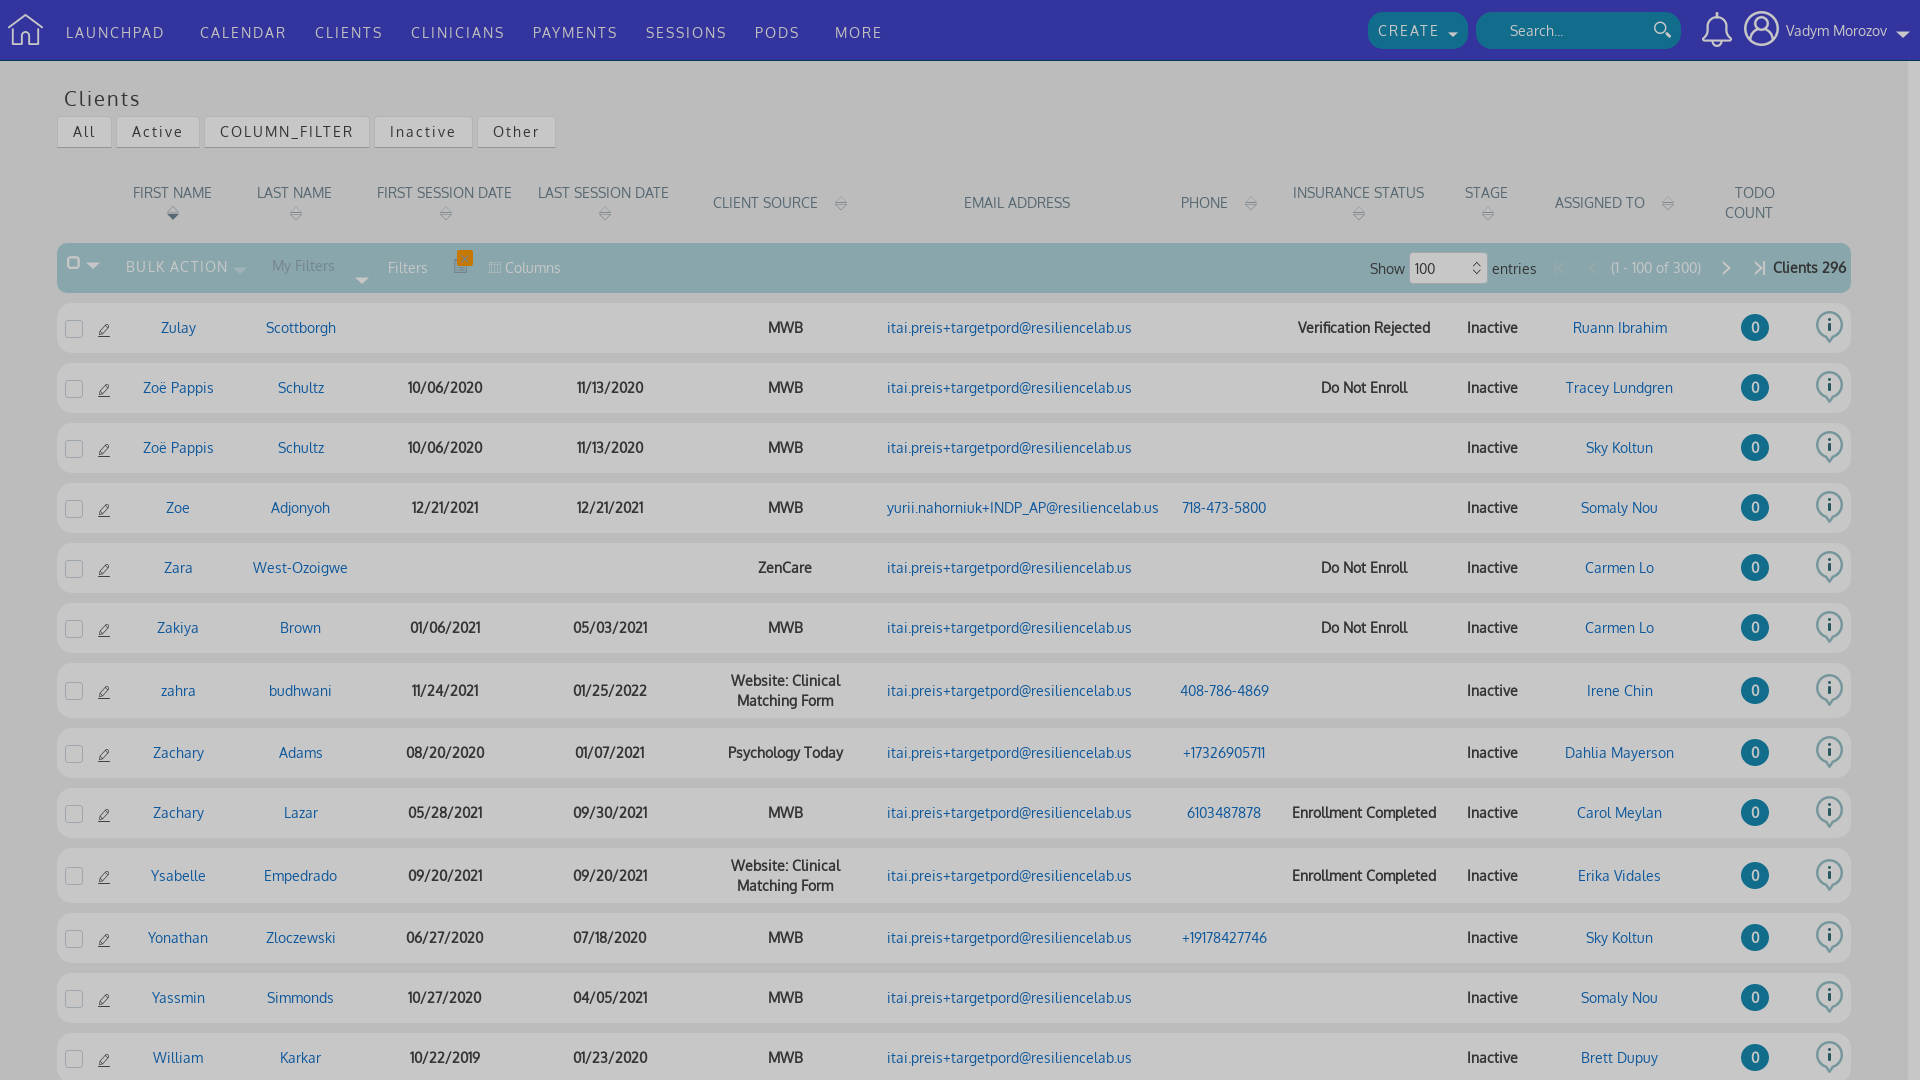 LAUNCHPAD CALENDAR CLIENTS CLINICIANS PAYMENTS SESSIONS PODS MORE CREATE Search... Vadym Morozov
Clients
All Active COLUMN_FILTER Inactive Other
FIRST NAME LAST NAME FIRST SESSION DATE LAST SESSION DATE CLIENT SOURCE EMAIL ADDRESS PHONE INSURANCE STATUS STAGE ASSIGNED TO TODO COUNT
BULK ACTION My Filters Filters Columns Show 100 entries (1 - 100 of 300) Clients 296
Zulay Scottborgh MWB itai.preis+targetpord@resiliencelab.us Verification Rejected Inactive Ruann Ibrahim 0
Zoë Pappis Schultz 10/06/2020 11/13/2020 MWB itai.preis+targetpord@resiliencelab.us Do Not Enroll Inactive Tracey Lundgren 0
Zoë Pappis Schultz 10/06/2020 11/13/2020 MWB itai.preis+targetpord@resiliencelab.us Inactive Sky Koltun 0
Zoe Adjonyoh 12/21/2021 12/21/2021 MWB yurii.nahorniuk+INDP_AP@resiliencelab.us 718-473-5800 Inactive Somaly Nou 0
Zara West-Ozoigwe ZenCare itai.preis+targetpord@resiliencelab.us Do Not Enroll Inactive Carmen Lo 0
Zakiya Brown 01/06/2021 05/03/2021 MWB itai.preis+targetpord@resiliencelab.us Do Not Enroll Inactive Carmen Lo 0
zahra budhwani 11/24/2021 01/25/2022 Website: Clinical Matching Form itai.preis+targetpord@resiliencelab.us 408-786-4869 Inactive Irene Chin 0
Zachary Adams 08/20/2020 01/07/2021 Psychology Today itai.preis+targetpord@resiliencelab.us +17326905711 Inactive Dahlia Mayerson 0
Zachary Lazar 05/28/2021 09/30/2021 MWB itai.preis+targetpord@resiliencelab.us 6103487878 Enrollment Completed Inactive Carol Meylan 0
Ysabelle Empedrado 09/20/2021 09/20/2021 Website: Clinical Matching Form itai.preis+targetpord@resiliencelab.us Enrollment Completed Inactive Erika Vidales 0
Yonathan Zloczewski 06/27/2020 07/18/2020 MWB itai.preis+targetpord@resiliencelab.us +19178427746 Inactive Sky Koltun 0
Yassmin Simmonds 10/27/2020 04/05/2021 MWB itai.preis+targetpord@resiliencelab.us Inactive Somaly Nou 0
William Karkar 10/22/2019 01/23/2020 MWB itai.preis+targetpord@resiliencelab.us Inactive Brett Dupuy 0